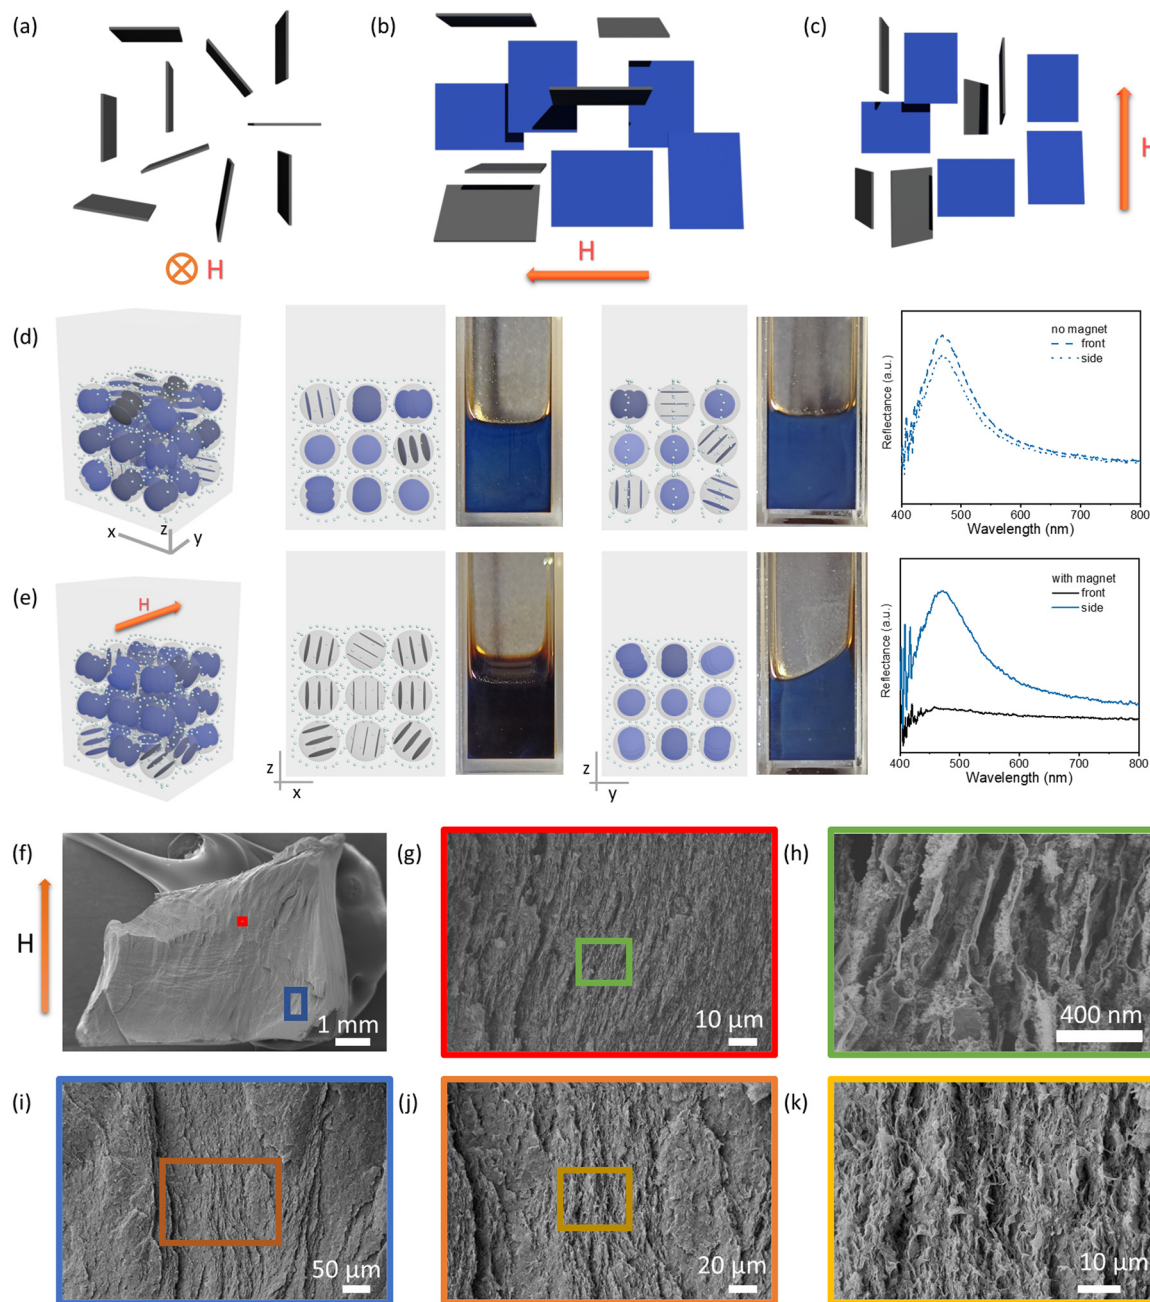 (a)
(b)
(c)
H
H
H
(d)
x
z
y
no magnet
front
side
Reflectance (a.u.)
400
500
600
700
800
Wavelength (nm)
(e)
H
z
x
z
y
with magnet
front
side
Reflectance (a.u.)
400
500
600
700
800
Wavelength (nm)
(f)
H
1 mm
(g)
10 µm
(h)
400 nm
(i)
50 µm
(j)
20 µm
(k)
10 µm